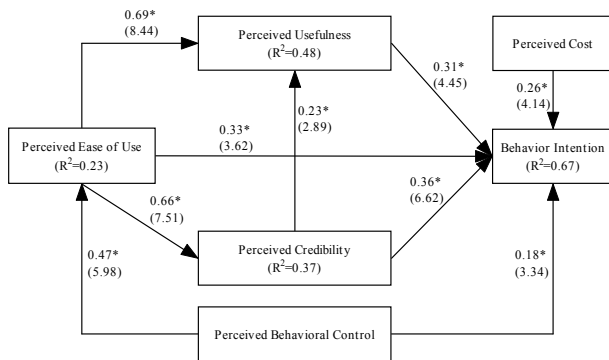 0.69*
(8.44)
Perceived Usefulness
(R²=0.48)
Perceived Cost
0.31*
(4.45)
0.26*
(4.14)
0.23*
(2.89)
Perceived Ease of Use
(R²=0.23)
0.33*
(3.62)
Behavior Intention
(R²=0.67)
0.66*
(7.51)
0.36*
(6.62)
Perceived Credibility
(R²=0.37)
0.47*
(5.98)
0.18*
(3.34)
Perceived Behavioral Control